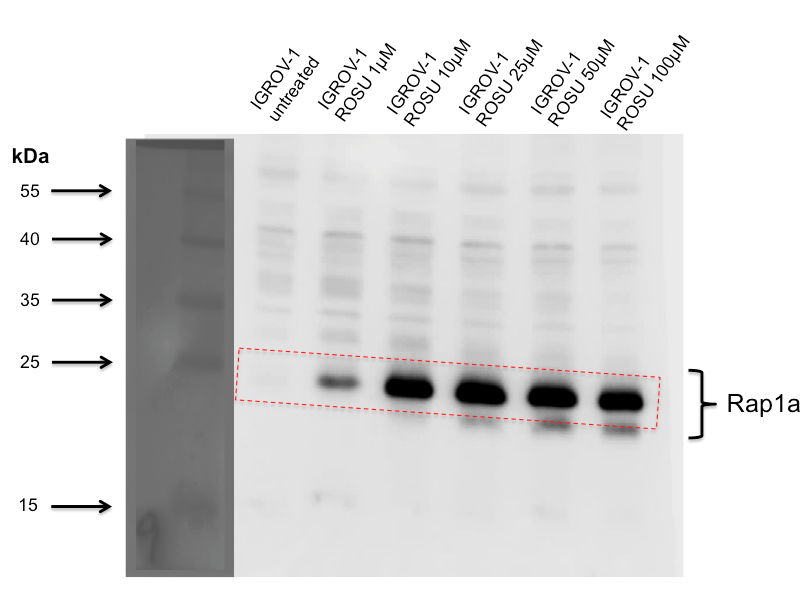 IGROV-1
untreated
IGROV-1
ROSU 1µM
IGROV-1
ROSU 10µM
IGROV-1
ROSU 25µM
IGROV-1
ROSU 50µM
IGROV-1
ROSU 100µM
kDa
55
40
35
25
Rap1a
15
9